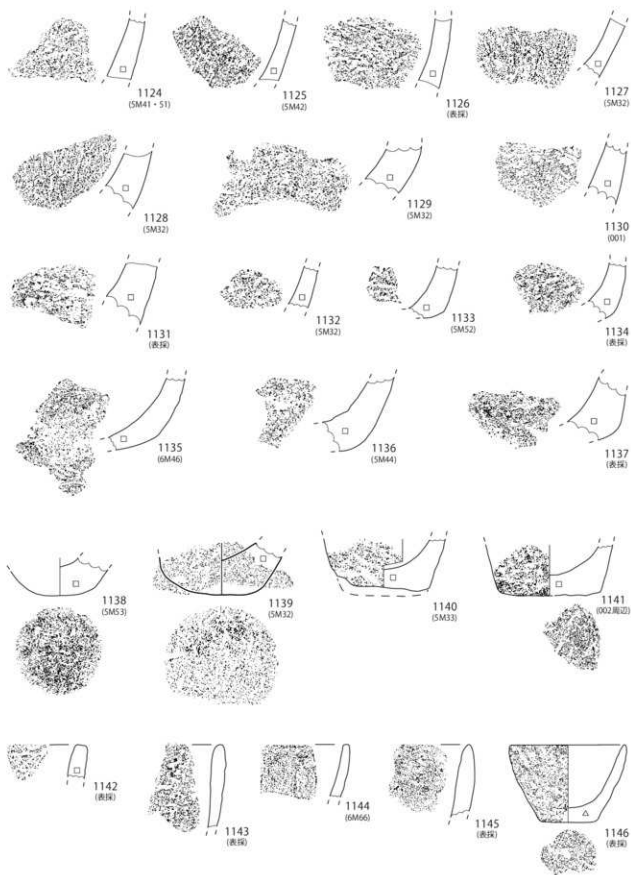 1124
(5M41・51)
1125
(5M42)
1126
(表採)
1127
(5M32)
1128
(5M32)
1129
(5M32)
1130
(001)
1131
(表採)
1132
(5M32)
1133
(5M52)
1134
(表採)
1135
(6M46)
1136
(5M44)
1137
(表採)
1138
(5M53)
1139
(5M32)
1140
(5M33)
1141
(002周辺)
1142
(表採)
1143
(表採)
1144
(6M66)
1145
(表採)
1146
(表採)